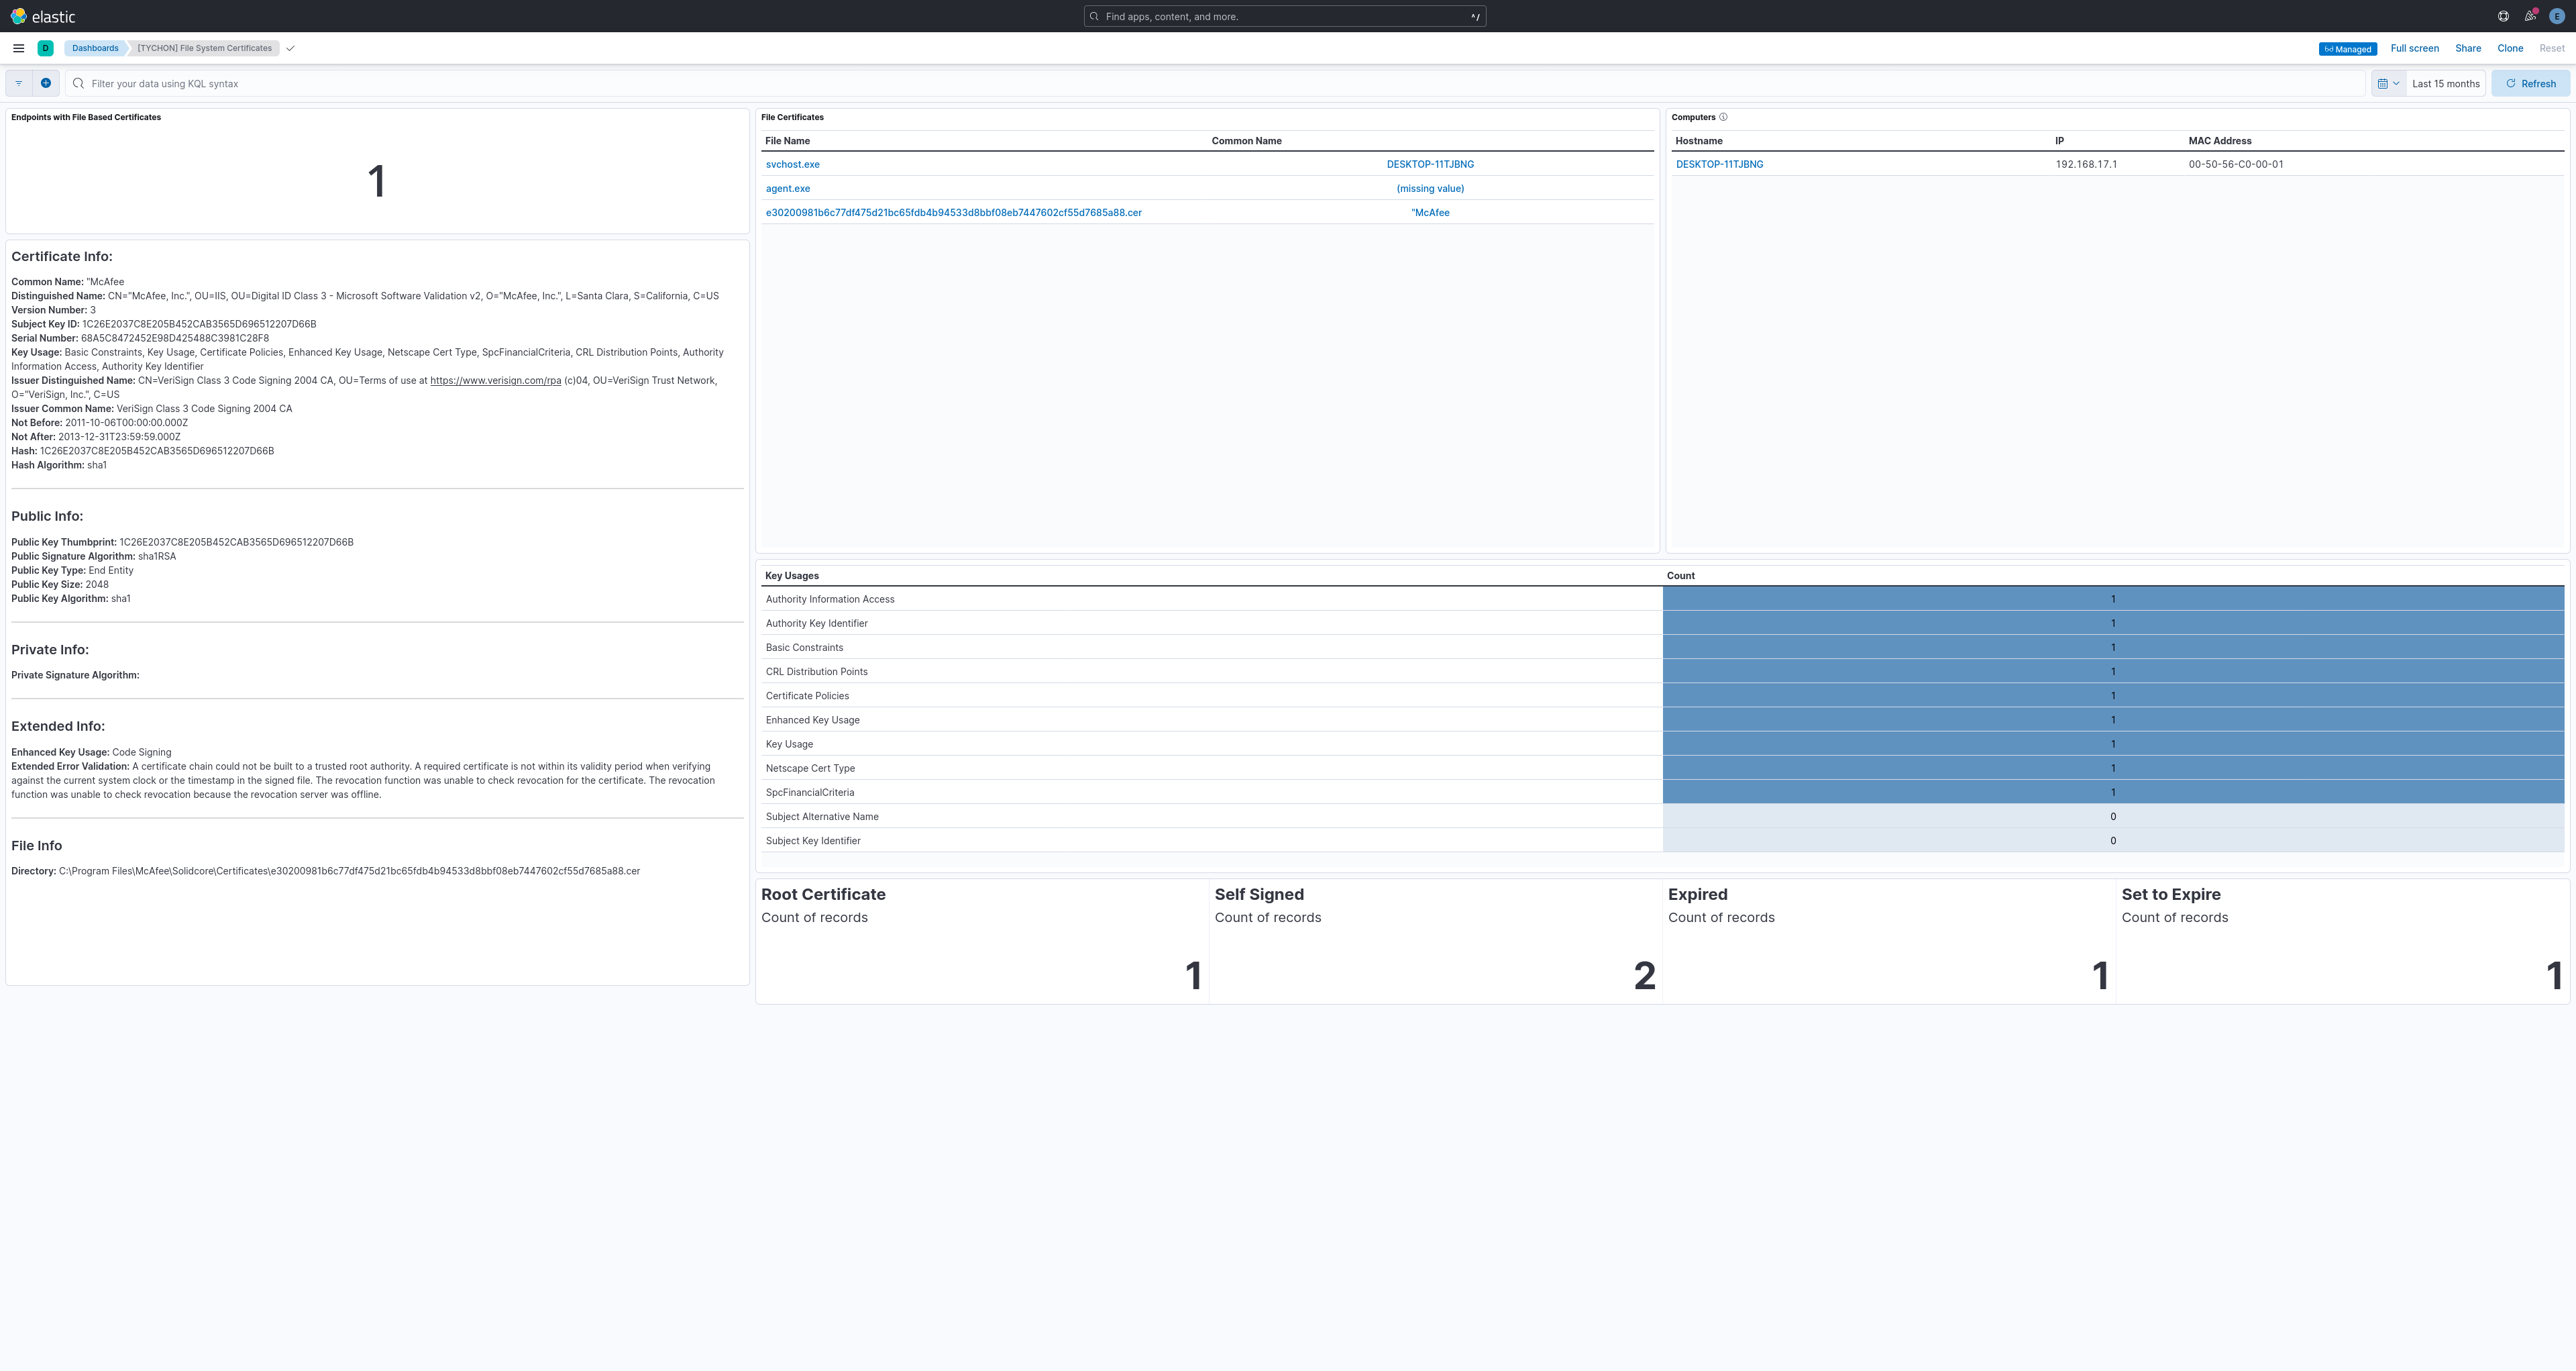 elastic
Find apps, content, and more.
^/
E
D
Dashboards
[TYCHON] File System Certificates
Managed
Full screen
Share
Clone
Reset
Filter your data using KQL syntax
Last 15 months
Refresh
Endpoints with File Based Certificates
1
Certificate Info:
Common Name: "McAfee
Distinguished Name: CN="McAfee, Inc.", OU=IIS, OU=Digital ID Class 3 - Microsoft Software Validation v2, O="McAfee, Inc.", L=Santa Clara, S=California, C=US
Version Number: 3
Subject Key ID: 1C26E2037C8E205B452CAB3565D696512207D66B
Serial Number: 68A5C8472452E98D425488C3981C28F8
Key Usage: Basic Constraints, Key Usage, Certificate Policies, Enhanced Key Usage, Netscape Cert Type, SpcFinancialCriteria, CRL Distribution Points, Authority
Information Access, Authority Key Identifier
Issuer Distinguished Name: CN=VeriSign Class 3 Code Signing 2004 CA, OU=Terms of use at https://www.verisign.com/rpa (c)04, OU=VeriSign Trust Network,
O="VeriSign, Inc.", C=US
Issuer Common Name: VeriSign Class 3 Code Signing 2004 CA
Not Before: 2011-10-06T00:00:00.000Z
Not After: 2013-12-31T23:59:59.000Z
Hash: 1C26E2037C8E205B452CAB3565D696512207D66B
Hash Algorithm: sha1
Public Info:
Public Key Thumbprint: 1C26E2037C8E205B452CAB3565D696512207D66B
Public Signature Algorithm: sha1RSA
Public Key Type: End Entity
Public Key Size: 2048
Public Key Algorithm: sha1
Private Info:
Private Signature Algorithm:
Extended Info:
Enhanced Key Usage: Code Signing
Extended Error Validation: A certificate chain could not be built to a trusted root authority. A required certificate is not within its validity period when verifying
against the current system clock or the timestamp in the signed file. The revocation function was unable to check revocation for the certificate. The revocation
function was unable to check revocation because the revocation server was offline.
File Info
Directory: C:\Program Files\McAfee\Solidcore\Certificates\e30200981b6c77df475d21bc65fdb4b94533d8bbf08eb7447602cf55d7685a88.cer
File Certificates
File Name Common Name
svchost.exe DESKTOP-11TJBNG
agent.exe (missing value)
e30200981b6c77df475d21bc65fdb4b94533d8bbf08eb7447602cf55d7685a88.cer "McAfee
Computers
Hostname IP MAC Address
DESKTOP-11TJBNG 192.168.17.1 00-50-56-C0-00-01
Key Usages Count
Authority Information Access 1
Authority Key Identifier 1
Basic Constraints 1
CRL Distribution Points 1
Certificate Policies 1
Enhanced Key Usage 1
Key Usage 1
Netscape Cert Type 1
SpcFinancialCriteria 1
Subject Alternative Name 0
Subject Key Identifier 0
Root Certificate
Count of records
1
Self Signed
Count of records
2
Expired
Count of records
1
Set to Expire
Count of records
1